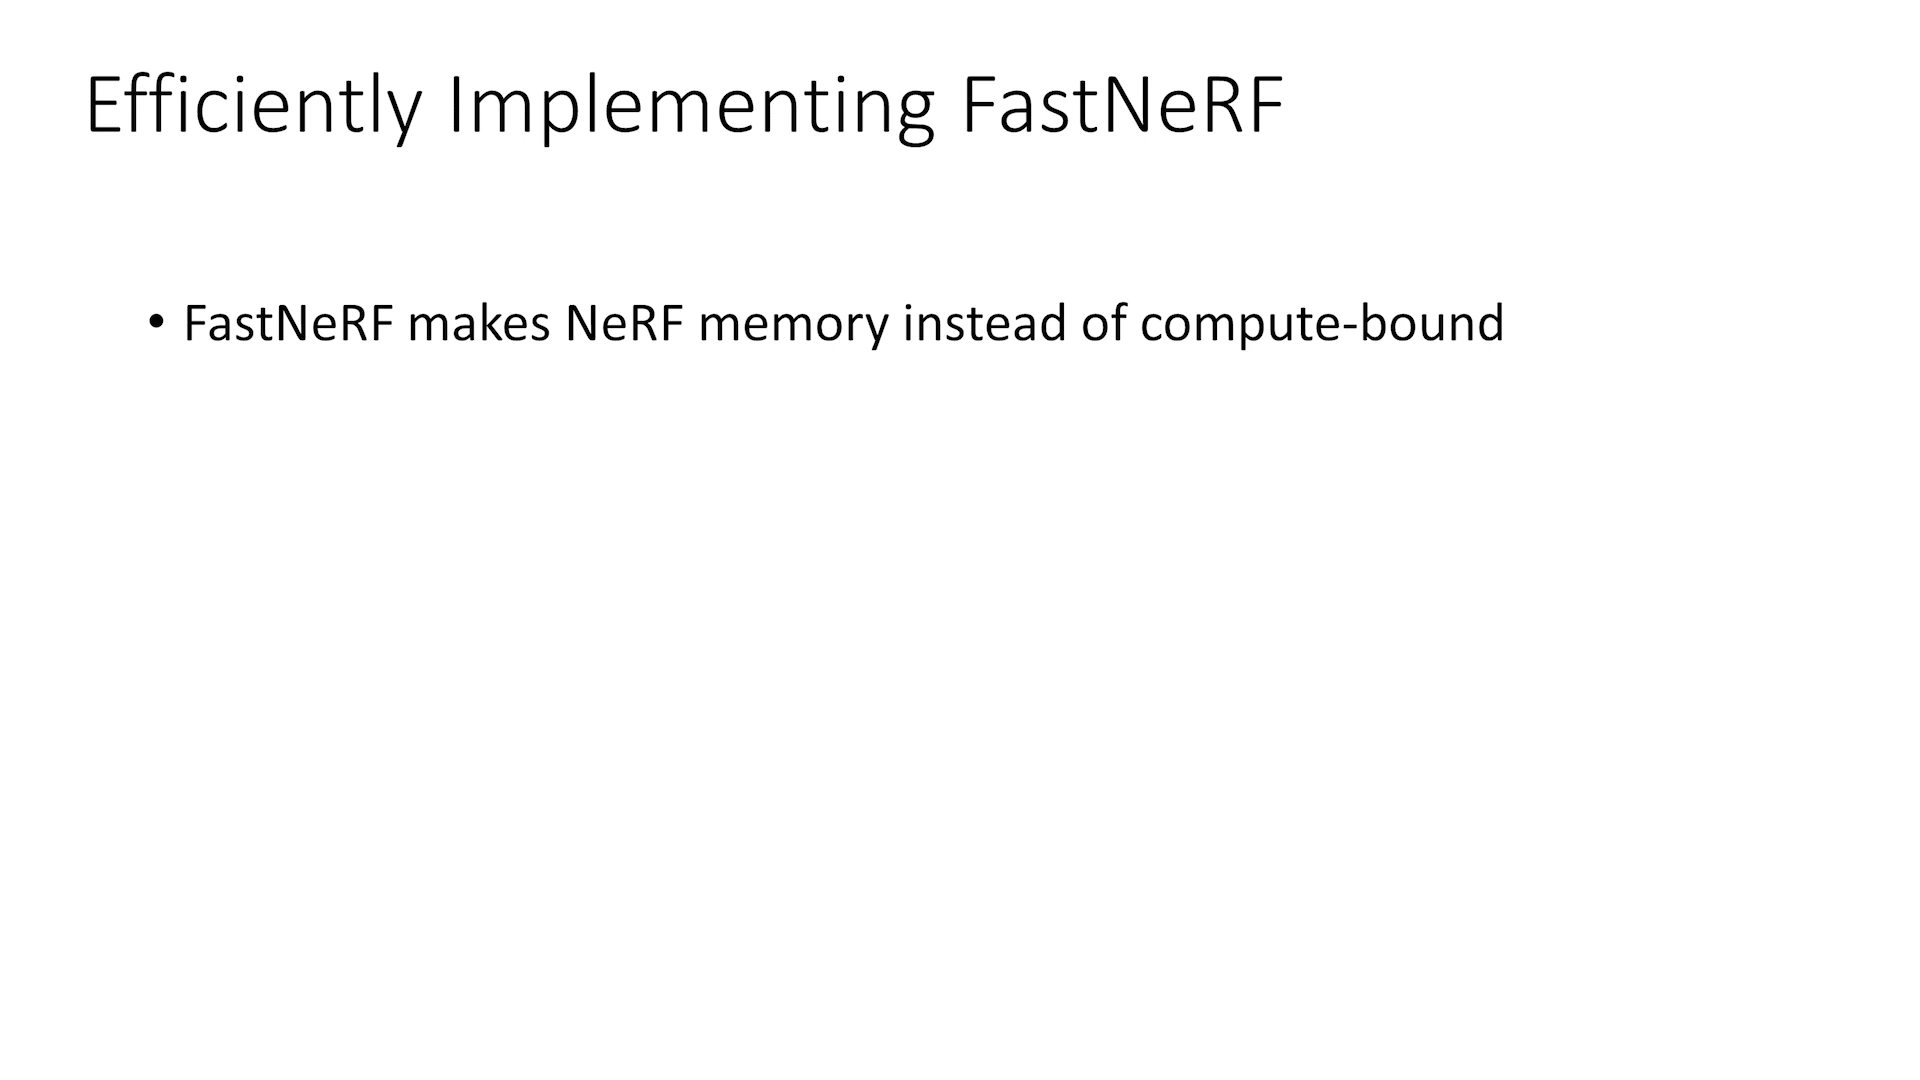 Efficiently Implementing FastNeRF
• FastNeRF makes NeRF memory instead of compute-bound